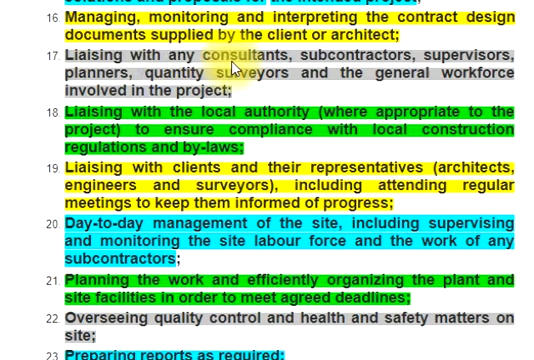 solutions and proposals for the intended project;
16. Managing, monitoring and interpreting the contract design
documents supplied by the client or architect;
17. Liaising with any consultants, subcontractors, supervisors,
planners, quantity surveyors and the general workforce
involved in the project;
18. Liaising with the local authority (where appropriate to the
project) to ensure compliance with local construction
regulations and by-laws;
19. Liaising with clients and their representatives (architects,
engineers and surveyors), including attending regular
meetings to keep them informed of progress;
20. Day-to-day management of the site, including supervising
and monitoring the site labour force and the work of any
subcontractors;
21. Planning the work and efficiently organizing the plant and
site facilities in order to meet agreed deadlines;
22. Overseeing quality control and health and safety matters on
site;
23. Preparing reports as required;